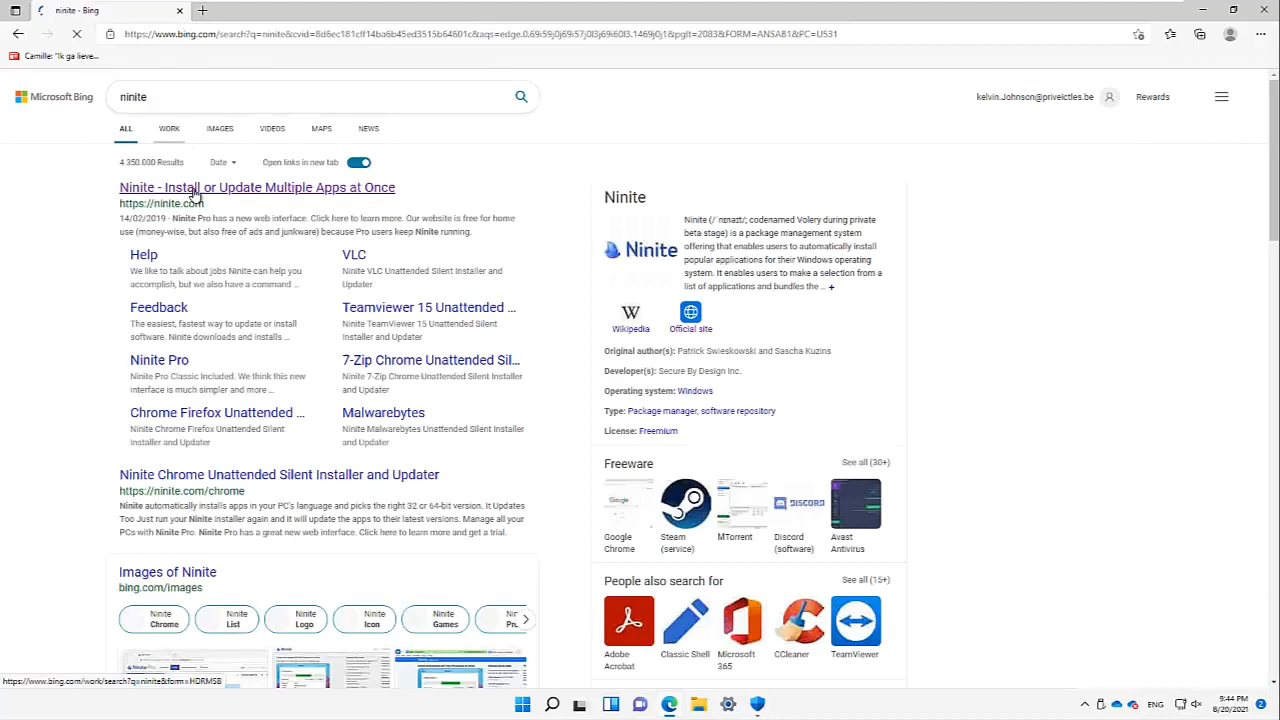 ninite - Bing
https://www.bing.com/search?q=ninite&cvid=8d6ec181cff14ba6b45ed3515b64601c&aqs=edge.0.69i59j0l69i57j0l3j69i60l3.1469j0j1&pglt=2083&FORM=ANSAB1&PC=U531
Camille: "Ik ga lieve...
Microsoft Bing
ninite
kelvin.Johnson@priveictles.be
Rewards
ALL WORK IMAGES VIDEOS MAPS NEWS
4.350.000 Results Date Open links in new tab
Ninite - Install or Update Multiple Apps at Once
https://ninite.com
14/02/2019 · Ninite Pro has a new web interface. Click here to learn more. Our website is free for home
use (money-wise, but also free of ads and junkware) because Pro users keep Ninite running.
Help
We like to talk about jobs Ninite can help you
accomplish, but we also have a command ...
VLC
Ninite VLC Unattended Silent Installer and
Updater
Feedback
The easiest, fastest way to update or install
software. Ninite downloads and installs ...
Teamviewer 15 Unattended ...
Ninite TeamViewer 15 Unattended Silent
Installer and Updater
Ninite Pro
Ninite Pro Classic Included. We think this new
interface is much simpler and more ...
7-Zip Chrome Unattended Sil...
Ninite 7-Zip Chrome Unattended Silent Installer
and Updater
Chrome Firefox Unattended ...
Ninite Chrome Firefox Unattended Silent
Installer and Updater
Malwarebytes
Ninite Malwarebytes Unattended Silent Installer
and Updater
Ninite Chrome Unattended Silent Installer and Updater
https://ninite.com/chrome
Ninite automatically installs apps in your PC's language and picks the right 32 or 64-bit version. It Updates
Too Just run your Ninite installer again and it will update the apps to their latest versions. Manage all your
PCs with Ninite Pro. Ninite Pro has a great new web interface. Click here to learn more and get a trial.
Images of Ninite
bing.com/images
Ninite Chrome
Ninite List
Ninite Logo
Ninite Icon
Ninite Games
Ninite
Ninite
Ninite
Ninite (/ˈnɪnaɪt/; codenamed Volery during private
beta stage) is a package management system
offering that enables users to automatically install
popular applications for their Windows operating
system. It enables users to make a selection from a
list of applications and bundles the ... +
Wikipedia
Official site
Original author(s): Patrick Swieskowski and Sascha Kuzins
Developer(s): Secure By Design Inc.
Operating system: Windows
Type: Package manager, software repository
License: Freemium
Freeware
See all (30+)
Google
Google Chrome
Steam (service)
MTorrent
DISCORD
Discord (software)
Avast Antivirus
People also search for
See all (15+)
Adobe Acrobat
Classic Shell
Microsoft 365
CCleaner
TeamViewer
https://www.bing.com/work/search?q=ninite&form=HDRMSB
ENG
9:44 PM
8/20/2021
2